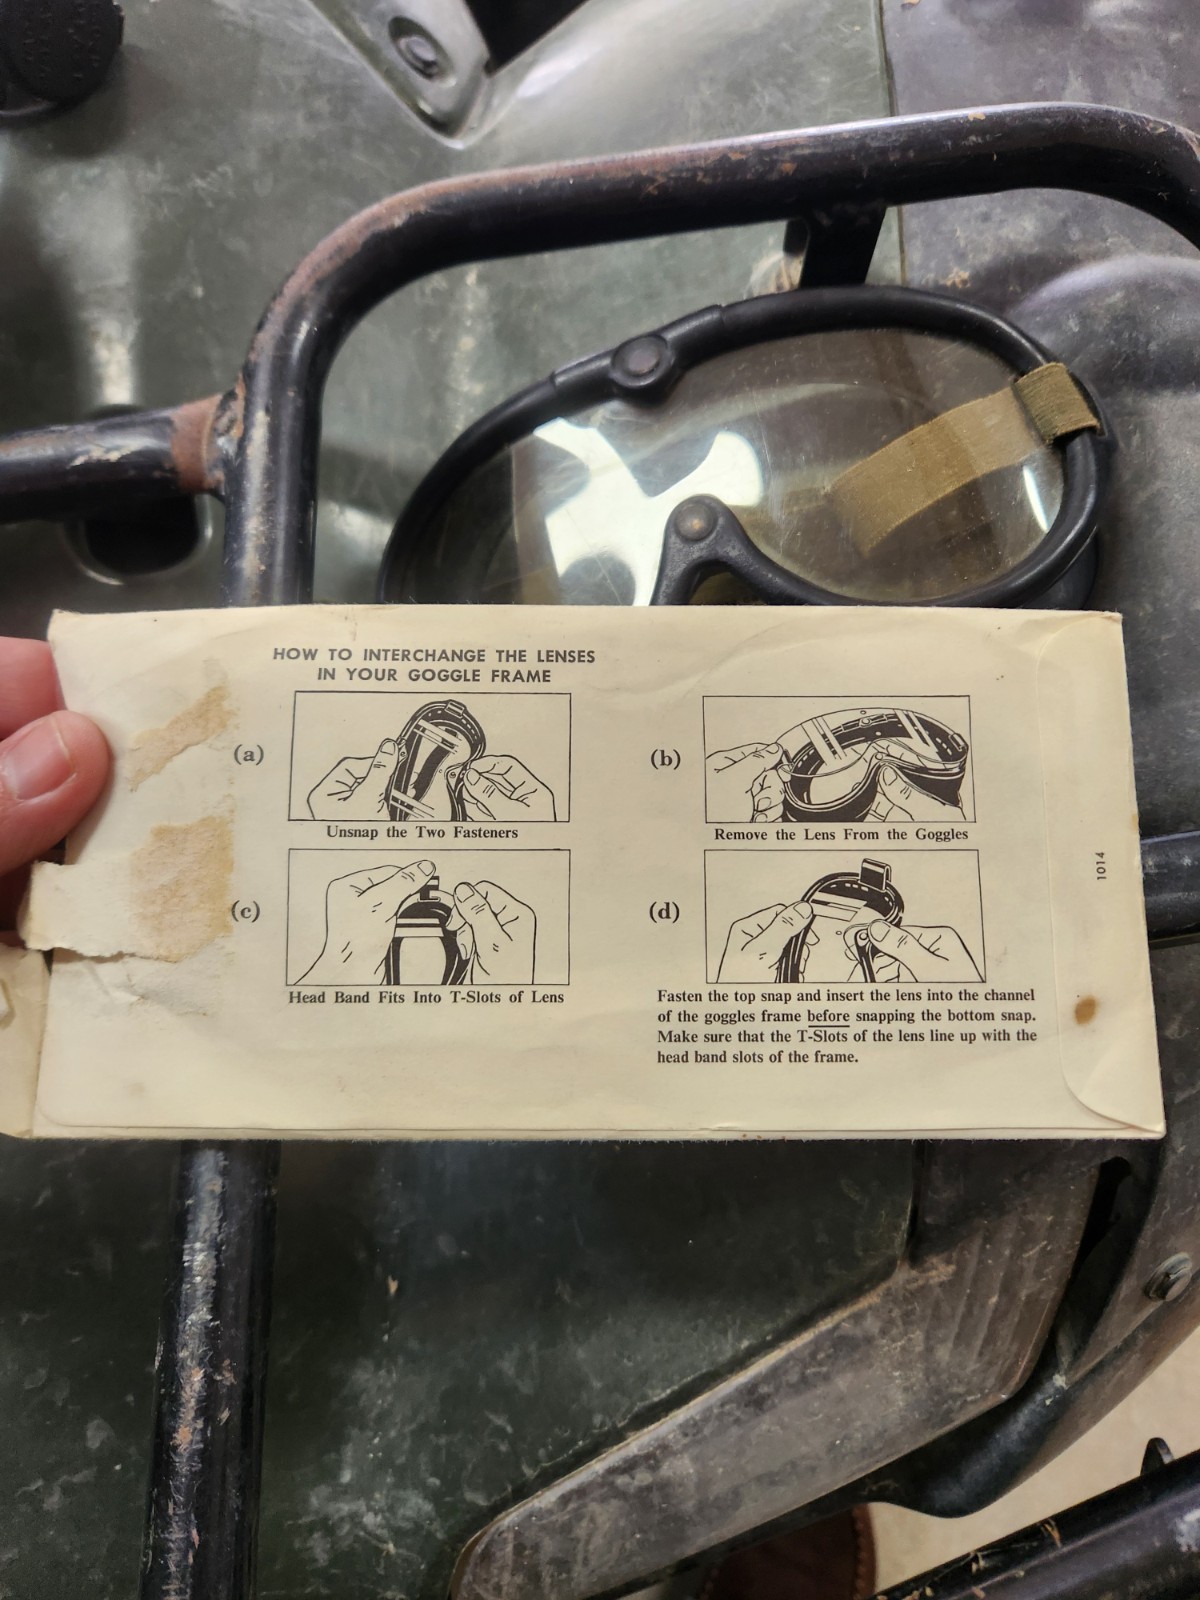 HOW TO INTERCHANGE THE LENSES
IN YOUR GOGGLE FRAME
(a)
Unsnap the Two Fasteners
(b)
Remove the Lens From the Goggles
(c)
Head Band Fits Into T-Slots of Lens
(d)
Fasten the top snap and insert the lens into the channel
of the goggles frame before snapping the bottom snap.
Make sure that the T-Slots of the lens line up with the
head band slots of the frame.
1014